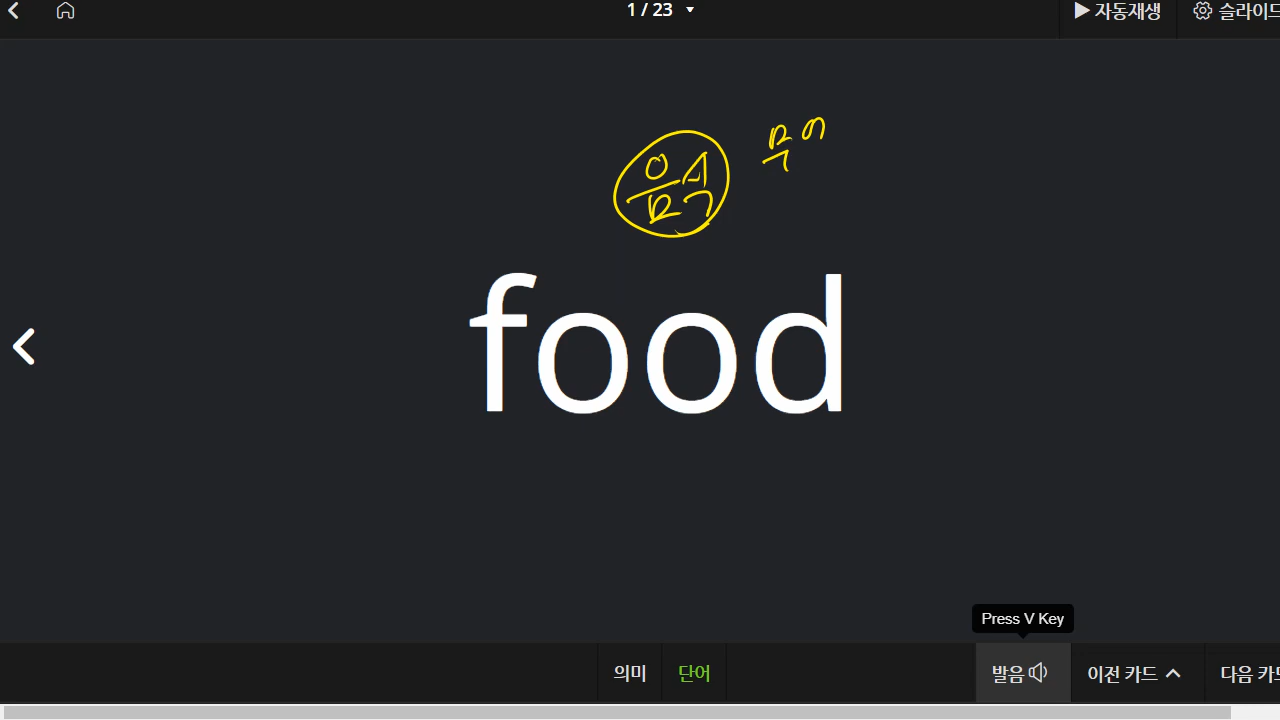 1 / 23
자동재생
슬라이드
음식
food
Press V Key
의미
단어
발음
이전 카드
다음 카드